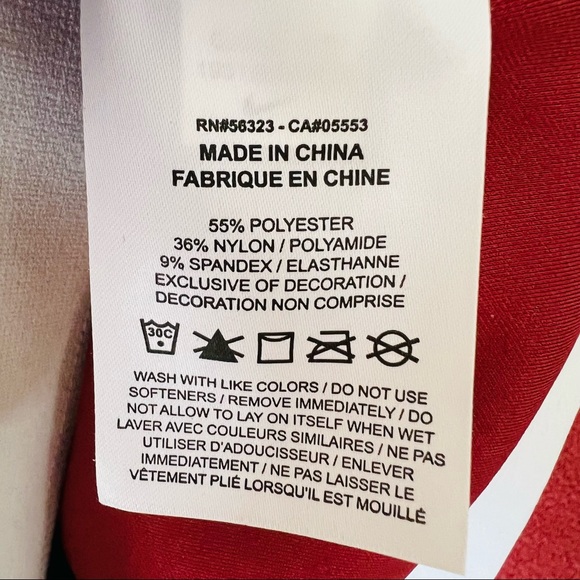 RN#56323 - CA#05553
MADE IN CHINA
FABRIQUE EN CHINE
55% POLYESTER
36% NYLON / POLYAMIDE
9% SPANDEX / ELASTHANNE
EXCLUSIVE OF DECORATION /
DECORATION NON COMPRISE
30C
WASH WITH LIKE COLORS / DO NOT USE
SOFTENERS / REMOVE IMMEDIATELY / DO
NOT ALLOW TO LAY ON ITSELF WHEN WET
LAVER AVEC COULEURS SIMILAIRES / NE PAS
UTILISER D'ADOUCISSEUR / ENLEVER
IMMEDIATEMENT / NE PAS LAISSER LE
VÊTEMENT PLIÉ LORSQU'IL EST MOUILLÉ